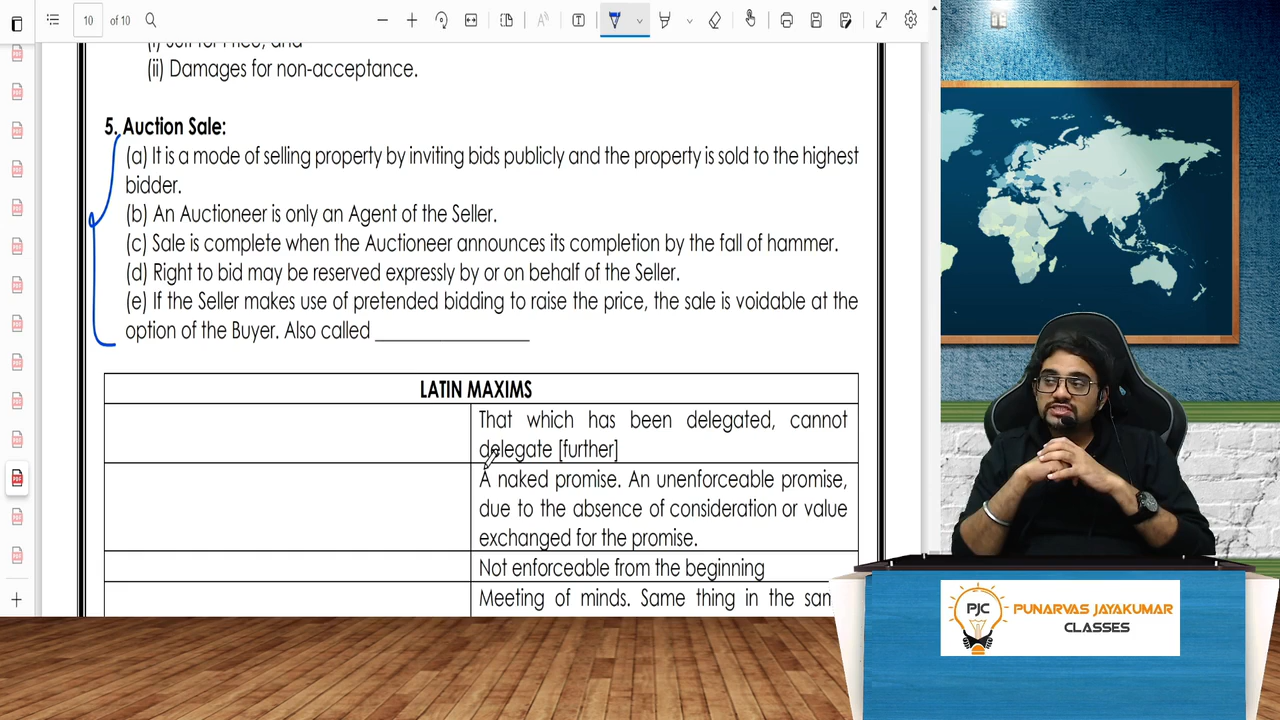 10 of 10
(ii) Damages for non-acceptance.
5. Auction Sale:
(a) It is a mode of selling property by inviting bids publicly and the property is sold to the highest
bidder.
(b) An Auctioneer is only an Agent of the Seller.
(c) Sale is complete when the Auctioneer announces its completion by the fall of hammer.
(d) Right to bid may be reserved expressly by or on behalf of the Seller.
(e) If the Seller makes use of pretended bidding to raise the price, the sale is voidable at the
option of the Buyer. Also called ________________
LATIN MAXIMS
That which has been delegated, cannot
delegate [further]
A naked promise. An unenforceable promise,
due to the absence of consideration or value
exchanged for the promise.
Not enforceable from the beginning
Meeting of minds. Same thing in the
PJC PUNARVAS JAYAKUMAR
CLASSES